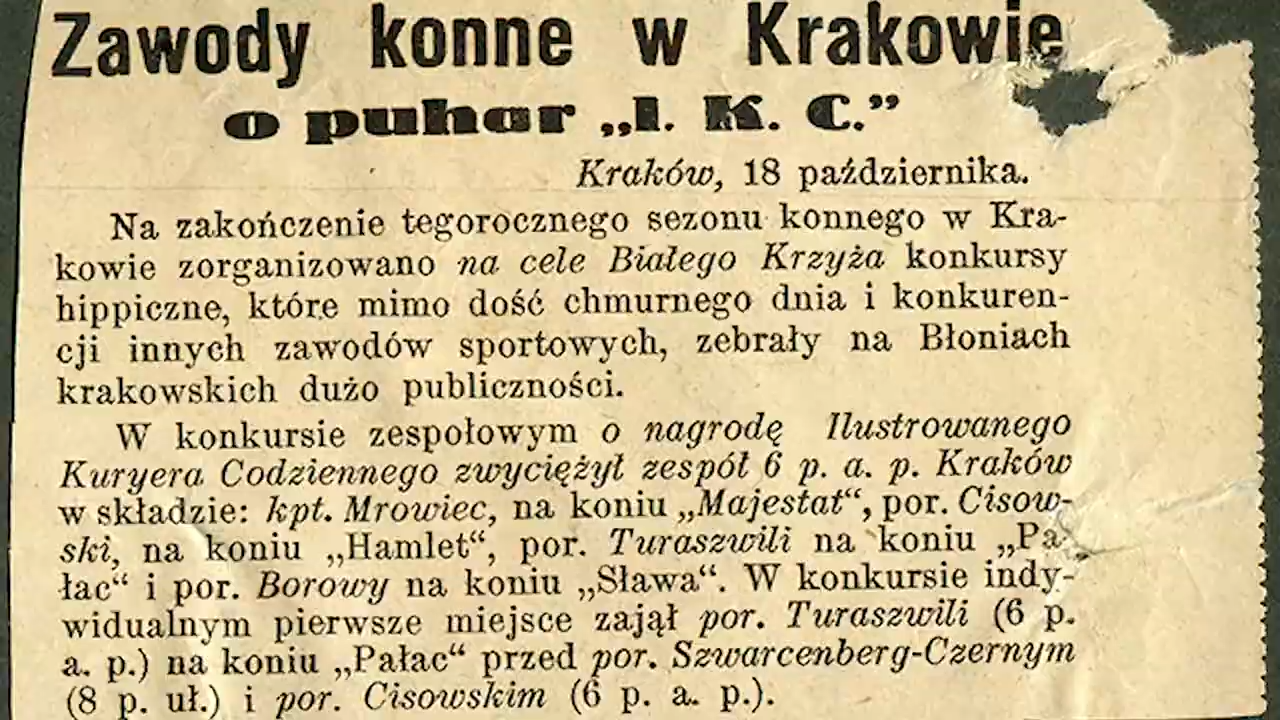 Zawody konne w Krakowie
o puhar „I. K. C.”
Kraków, 18 października.
Na zakończenie tegorocznego sezonu konnego w Kra-
kowie zorganizowano na cele Białego Krzyża konkursy
hippiczne, które mimo dość chmurnego dnia i konkuren-
cji innych zawodów sportowych, zebrały na Błoniach
krakowskich dużo publiczności.
W konkursie zespołowym o nagrodę Ilustrowanego
Kuryera Codziennego zwyciężył zespół 6 p. a. p. Kraków
w składzie: kpt. Mrowiec, na koniu „Majestat“, por. Cisow-
ski, na koniu „Hamlet“, por. Turaszwili na koniu „Pa-
łac“ i por. Borowy na koniu „Sława“. W konkursie indy-
widualnym pierwsze miejsce zajął por. Turaszwili (6 p.
a. p.) na koniu „Pałac“ przed por. Szwarcenberg-Czernym
(8 p. uł.) i por. Cisowskim (6 p. a. p.).